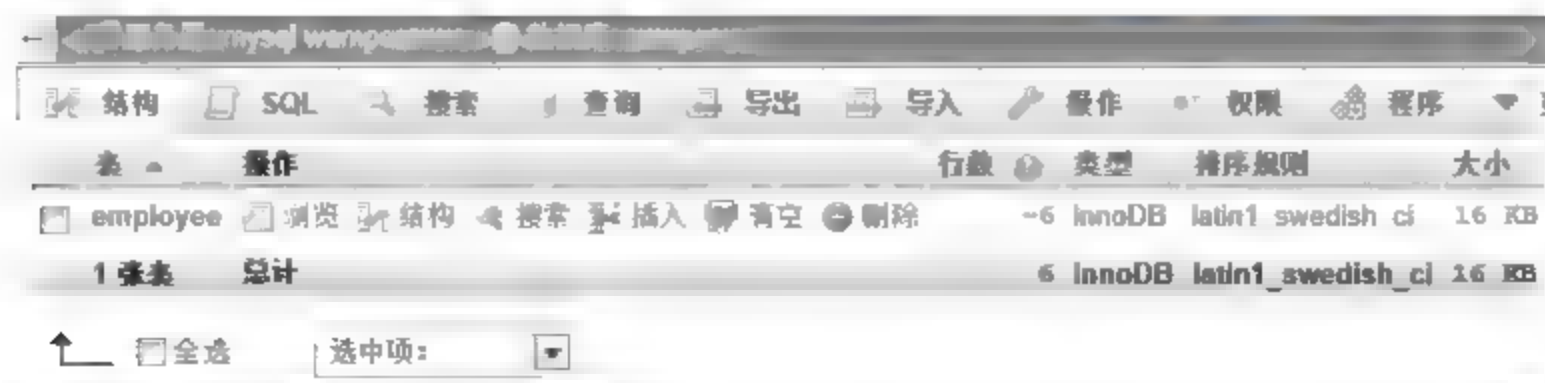 mysql
结构 SQL 搜索 查询 导出 导入 操作 权限 程序
表 操作 行数 类型 排序规则 大小
employee 浏览 结构 搜索 插入 清空 删除 ~6 InnoDB latin1_swedish_ci 16 KB
1 张表 总计 6 InnoDB latin1_swedish_ci 16 KB
全选 选中项: